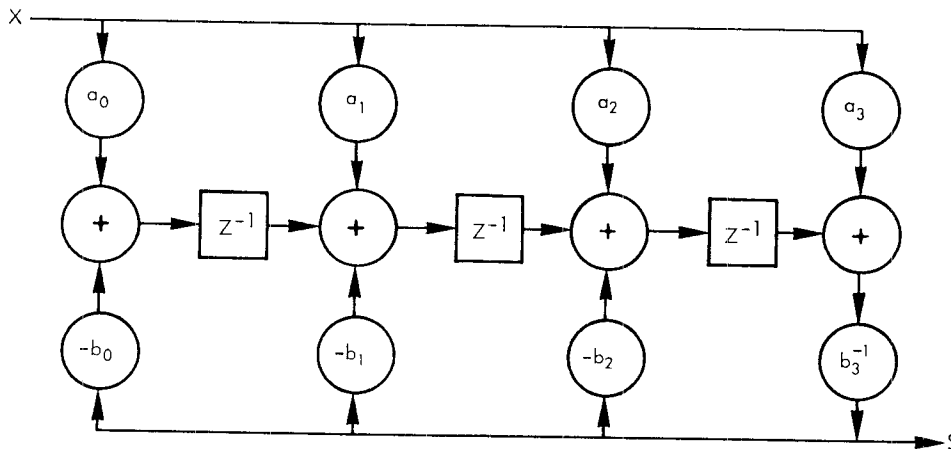 X
a₀ a₁ a₂ a₃
+ Z⁻¹ + Z⁻¹ + Z⁻¹ +
-b₀ -b₁ -b₂ b₃⁻¹